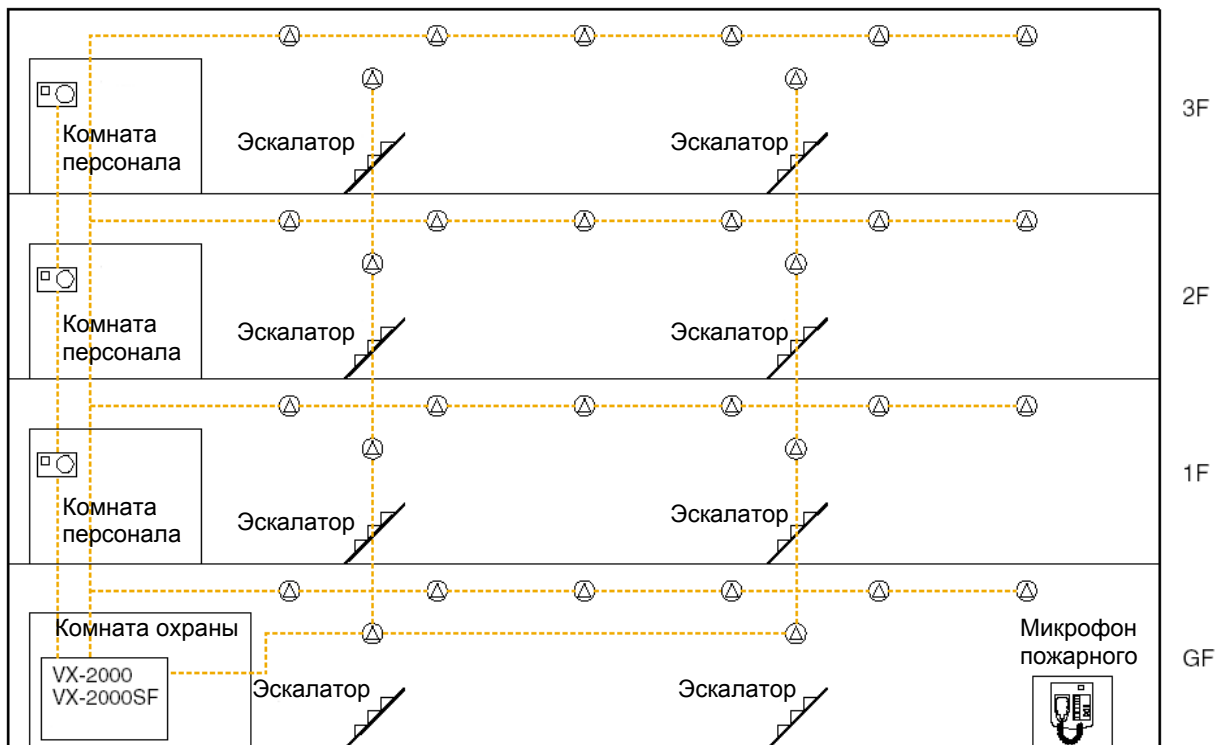 3F
Комната
персонала
Эскалатор
Эскалатор
2F
Комната
персонала
Эскалатор
Эскалатор
1F
Комната
персонала
Эскалатор
Эскалатор
Комната охраны
VX-2000
VX-2000SF
Эскалатор
Эскалатор
Микрофон
пожарного
GF